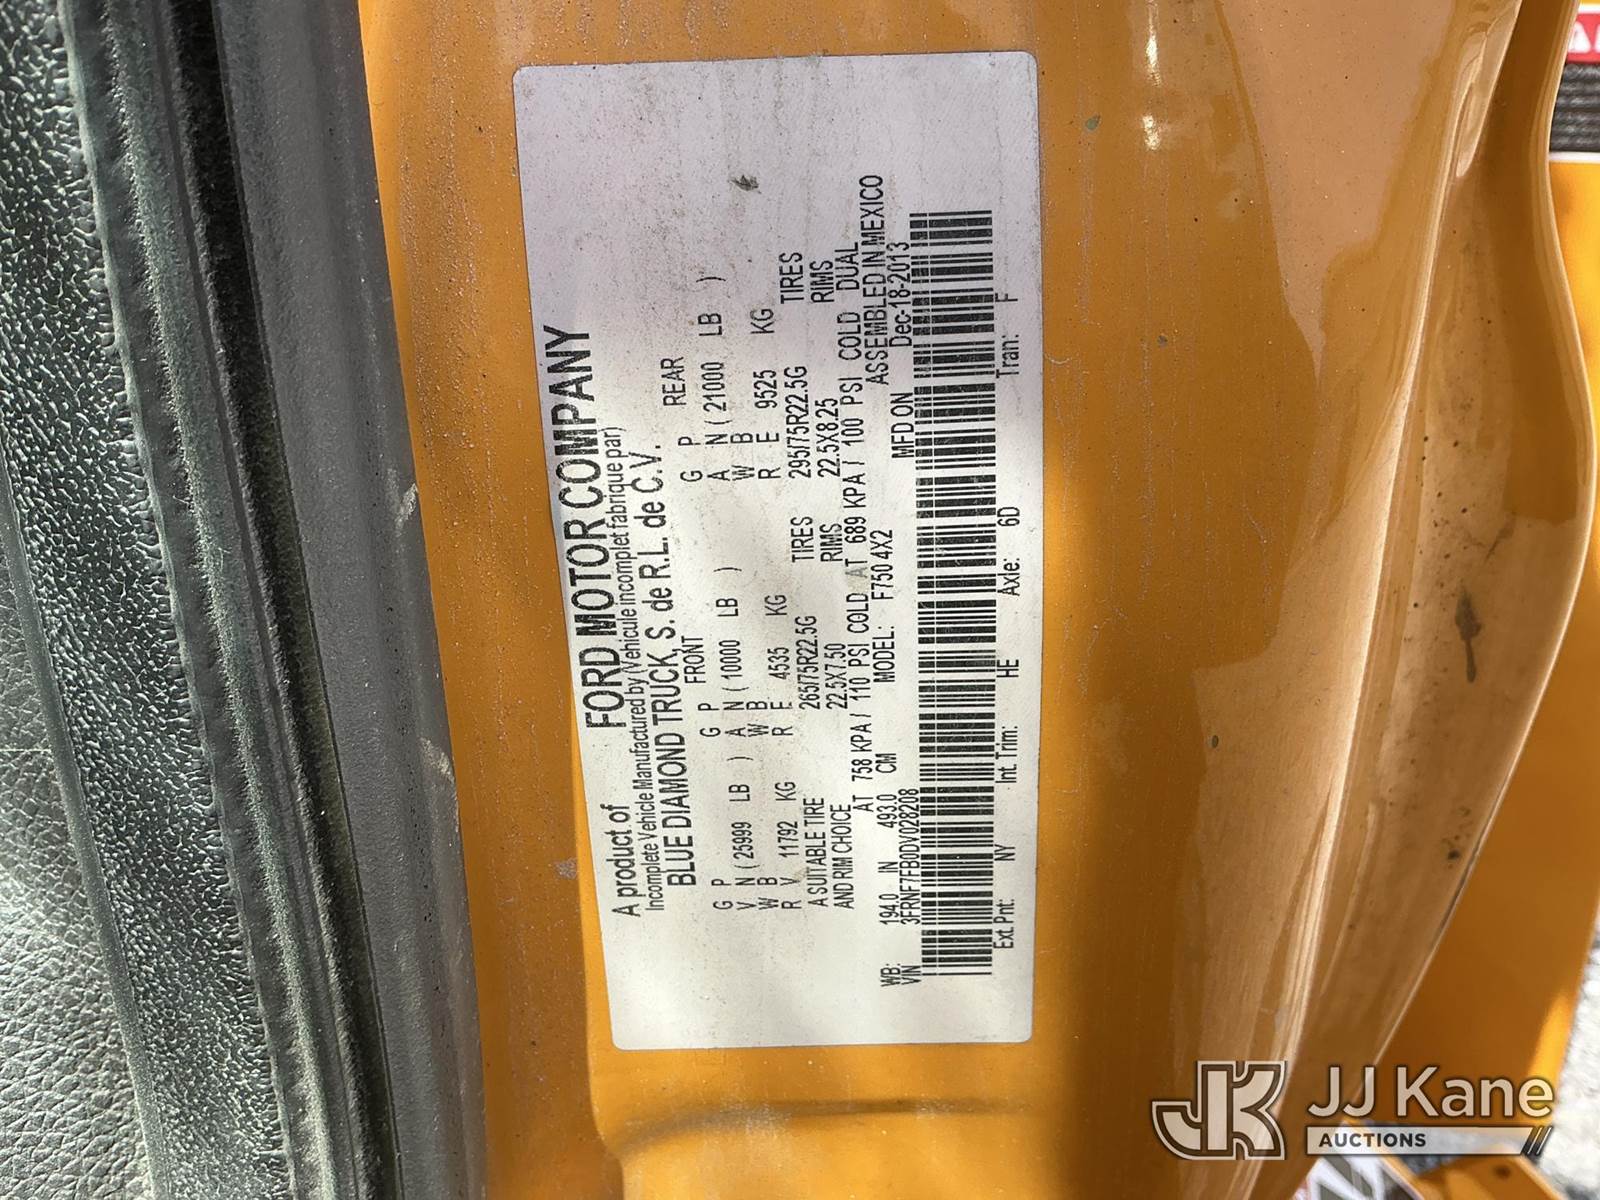 A product of FORD MOTOR COMPANY
Incomplete Vehicle Manufactured by (Vehicule incomplet fabrique par)
BLUE DIAMOND TRUCK, S. de R.L. de C.V.
FRONT REAR
G P G P G P
V N ( 25999 LB ) A N ( 10000 LB ) A N ( 21000 LB )
W B W B W B
R V 11792 KG R E 4535 KG R E 9525 KG
A SUITABLE TIRE 265/75R22.5G TIRES 295/75R22.5G TIRES
AND RIM CHOICE 22.5X7.50 RIMS 22.5X8.25 RIMS
AT 758 KPA / 110 PSI COLD AT 689 KPA / 100 PSI COLD DUAL
WB: 194.0 IN 493.0 CM MODEL: F750 4X2 ASSEMBLED IN MEXICO
VIN 3FRNF7FB0DV028208 MFD ON Dec-18-2013
Ext. Pnt: NY Int. Trim: HE Axle: 6D Tran: F
JK JJ Kane
AUCTIONS